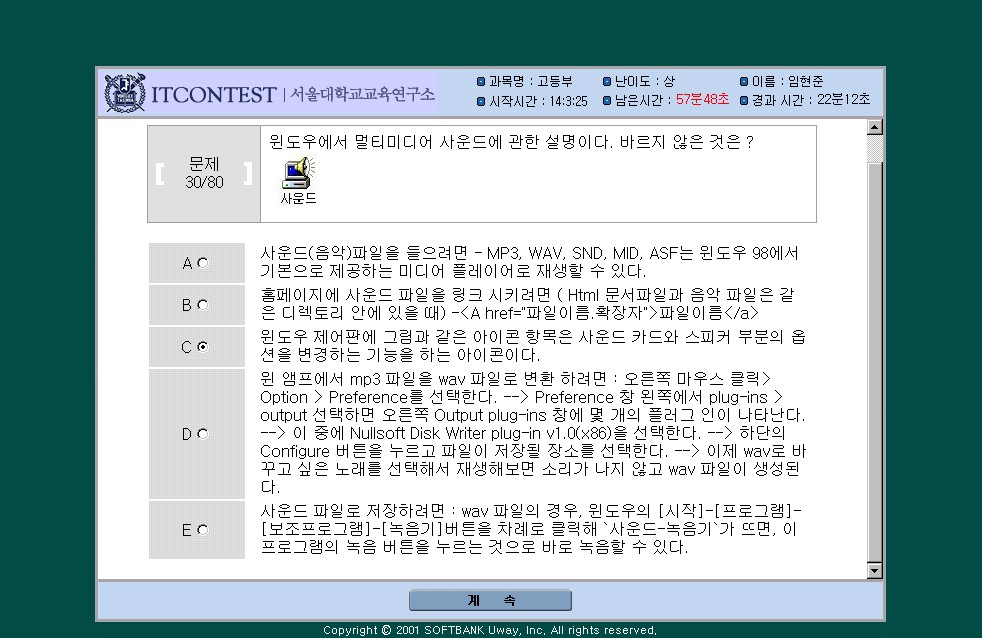 ITCONTEST | 서울대학교교육연구소
과목명 : 고등부 난이도 : 상 이름 : 임현준
시작시간 : 14:3:25 남은시간 : 57분48초 경과 시간 : 22분12초
윈도우에서 멀티미디어 사운드에 관한 설명이다. 바르지 않은 것은 ?
[ 문제 ]
30/80
사운드
A 사운드(음악)파일을 들으려면 - MP3, WAV, SND, MID, ASF는 윈도우 98에서
기본으로 제공하는 미디어 플레이어로 재생할 수 있다.
B 홈페이지에 사운드 파일을 링크 시키려면 ( Html 문서파일과 음악 파일은 같
은 디렉토리 안에 있을 때) -<A href="파일이름.확장자">파일이름</a>
C 윈도우 제어판에 그림과 같은 아이콘 항목은 사운드 카드와 스피커 부분의 옵
션을 변경하는 기능을 하는 아이콘이다.
D 윈 앰프에서 mp3 파일을 wav 파일로 변환 하려면 : 오른쪽 마우스 클릭>
Option > Preference를 선택한다. --> Preference 창 왼쪽에서 plug-ins >
output 선택하면 오른쪽 Output plug-ins 창에 몇 개의 플러그 인이 나타난다.
--> 이 중에 Nullsoft Disk Writer plug-in v1.0(x86)을 선택한다. --> 하단의
Configure 버튼을 누르고 파일이 저장될 장소를 선택한다. --> 이제 wav로 바
꾸고 싶은 노래를 선택해서 재생해보면 소리가 나지 않고 wav 파일이 생성된
다.
E 사운드 파일로 저장하려면 : wav 파일의 경우, 윈도우의 [시작]-[프로그램]-
[보조프로그램]-[녹음기]버튼을 차례로 클릭해 `사운드-녹음기`가 뜨면, 이
프로그램의 녹음 버튼을 누르는 것으로 바로 녹음할 수 있다.
계 속
Copyright © 2001 SOFTBANK Uway, Inc, All rights reserved,